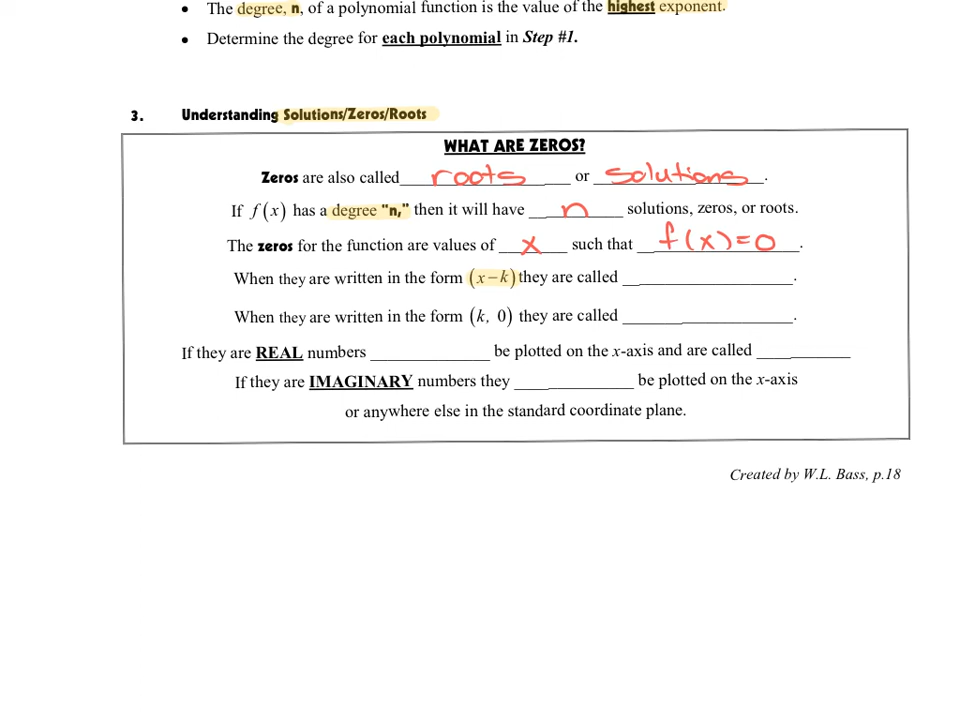 • The degree, n, of a polynomial function is the value of the highest exponent.
• Determine the degree for each polynomial in Step #1.
3. Understanding Solutions/Zeros/Roots
WHAT ARE ZEROS?
Zeros are also called roots or solutions.
If f(x) has a degree "n," then it will have n solutions, zeros, or roots.
The zeros for the function are values of x such that f(x)=0.
When they are written in the form (x−k) they are called ____________________.
When they are written in the form (k, 0) they are called ____________________.
If they are REAL numbers ______________ be plotted on the x-axis and are called ___________
If they are IMAGINARY numbers they ______________ be plotted on the x-axis
or anywhere else in the standard coordinate plane.
Created by W.L. Bass, p.18